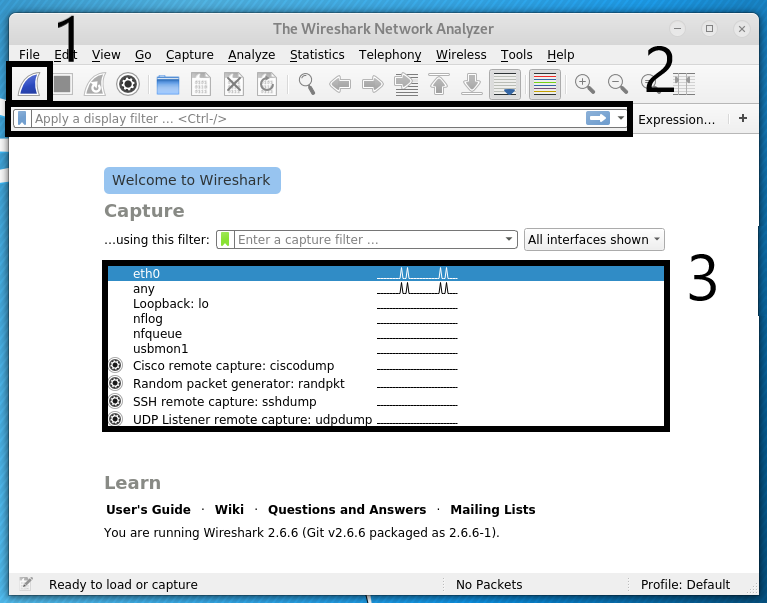 The Wireshark Network Analyzer
1
File Edit View Go Capture Analyze Statistics Telephony Wireless Tools Help
2
Apply a display filter ... <Ctrl-/>
Expression...
+
Welcome to Wireshark
Capture
...using this filter:
Enter a capture filter ...
All interfaces shown
3
eth0
any
Loopback: lo
nflog
nfqueue
usbmon1
Cisco remote capture: ciscodump
Random packet generator: randpkt
SSH remote capture: sshdump
UDP Listener remote capture: udpdump
Learn
User's Guide · Wiki · Questions and Answers · Mailing Lists
You are running Wireshark 2.6.6 (Git v2.6.6 packaged as 2.6.6-1).
Ready to load or capture
No Packets
Profile: Default